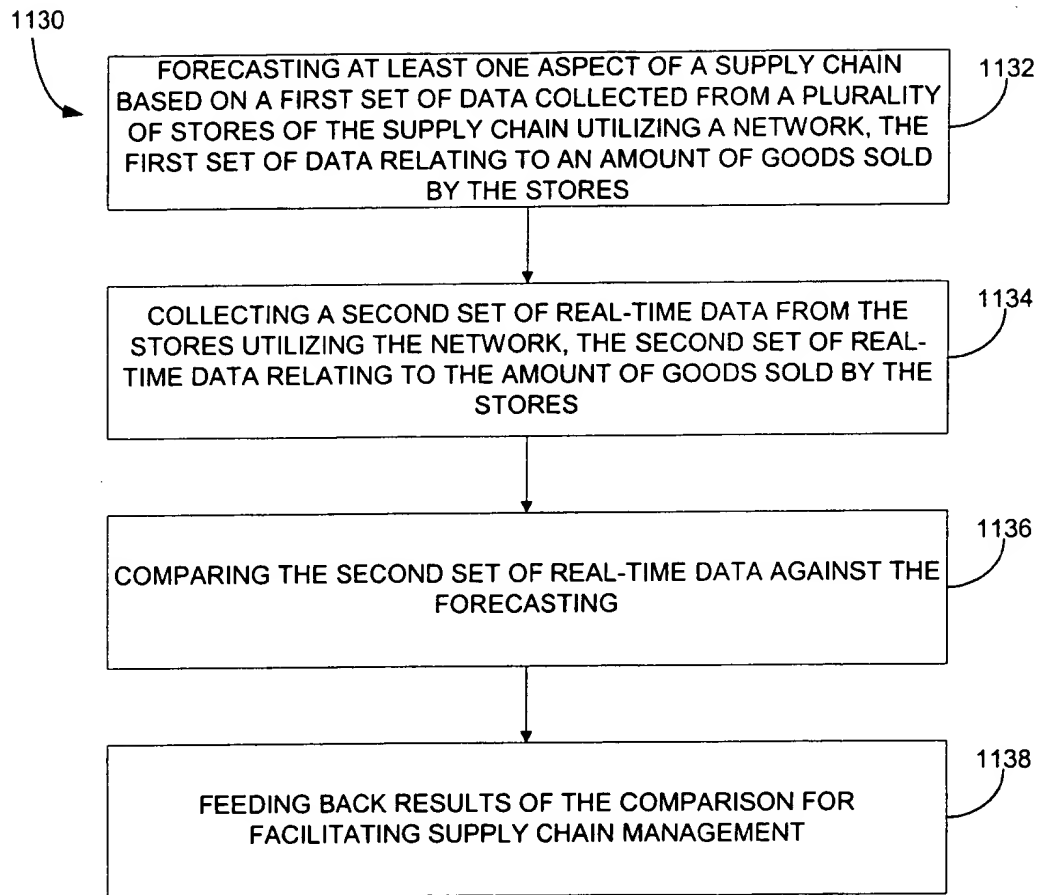 1130
FORECASTING AT LEAST ONE ASPECT OF A SUPPLY CHAIN
BASED ON A FIRST SET OF DATA COLLECTED FROM A PLURALITY
OF STORES OF THE SUPPLY CHAIN UTILIZING A NETWORK, THE
FIRST SET OF DATA RELATING TO AN AMOUNT OF GOODS SOLD
BY THE STORES
1132
COLLECTING A SECOND SET OF REAL-TIME DATA FROM THE
STORES UTILIZING THE NETWORK, THE SECOND SET OF REAL-
TIME DATA RELATING TO THE AMOUNT OF GOODS SOLD BY THE
STORES
1134
COMPARING THE SECOND SET OF REAL-TIME DATA AGAINST THE
FORECASTING
1136
FEEDING BACK RESULTS OF THE COMPARISON FOR
FACILITATING SUPPLY CHAIN MANAGEMENT
1138